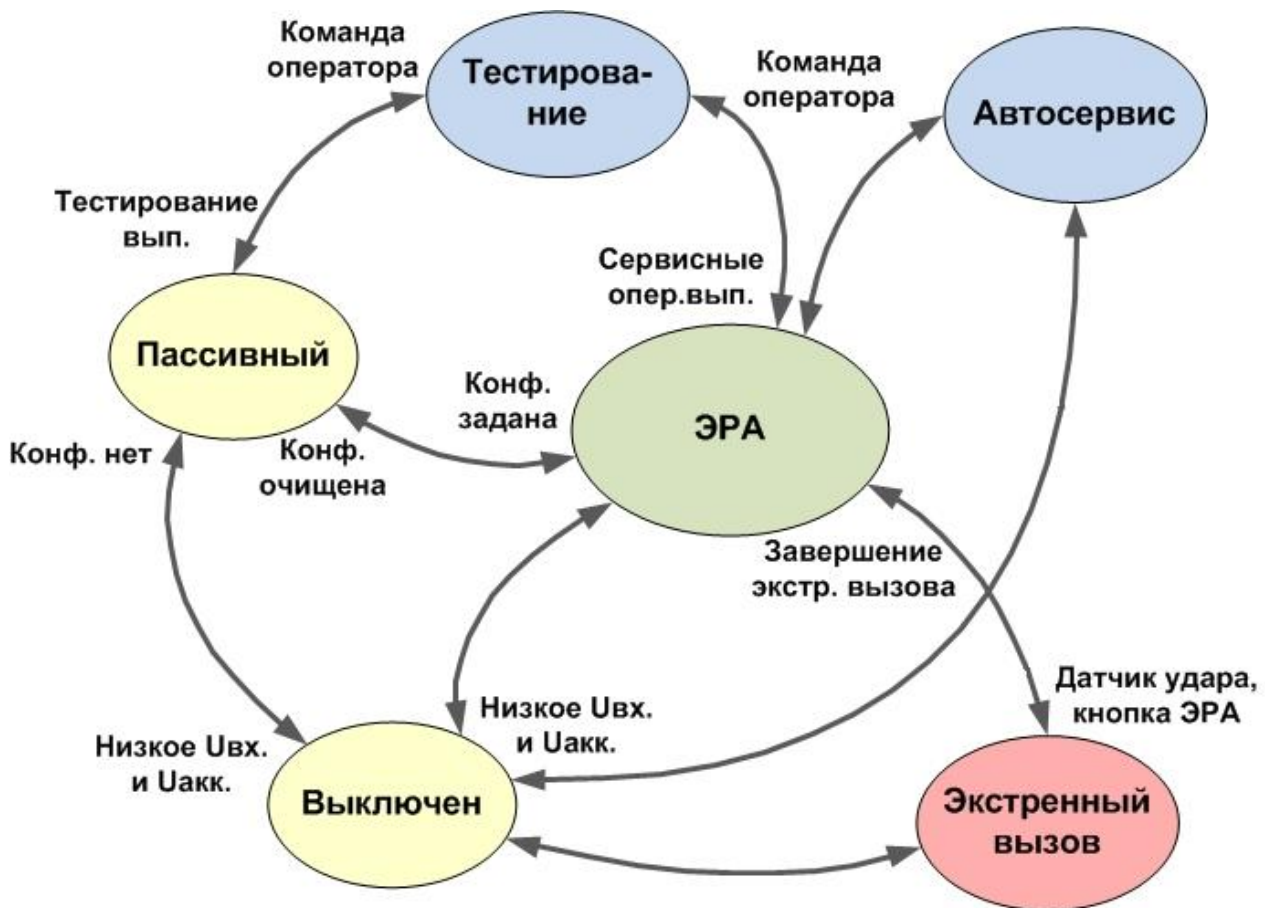 Команда
оператора
Тестирова-
ние
Команда
оператора
Автосервис
Тестирование
вып.
Сервисные
опер.вып.
Пассивный
Конф.
задана
ЭРА
Конф. нет
Конф.
очищена
Завершение
экстр. вызова
Датчик удара,
кнопка ЭРА
Низкое Uвх.
и Uакк.
Низкое Uвх.
и Uакк.
Выключен
Экстренный
вызов